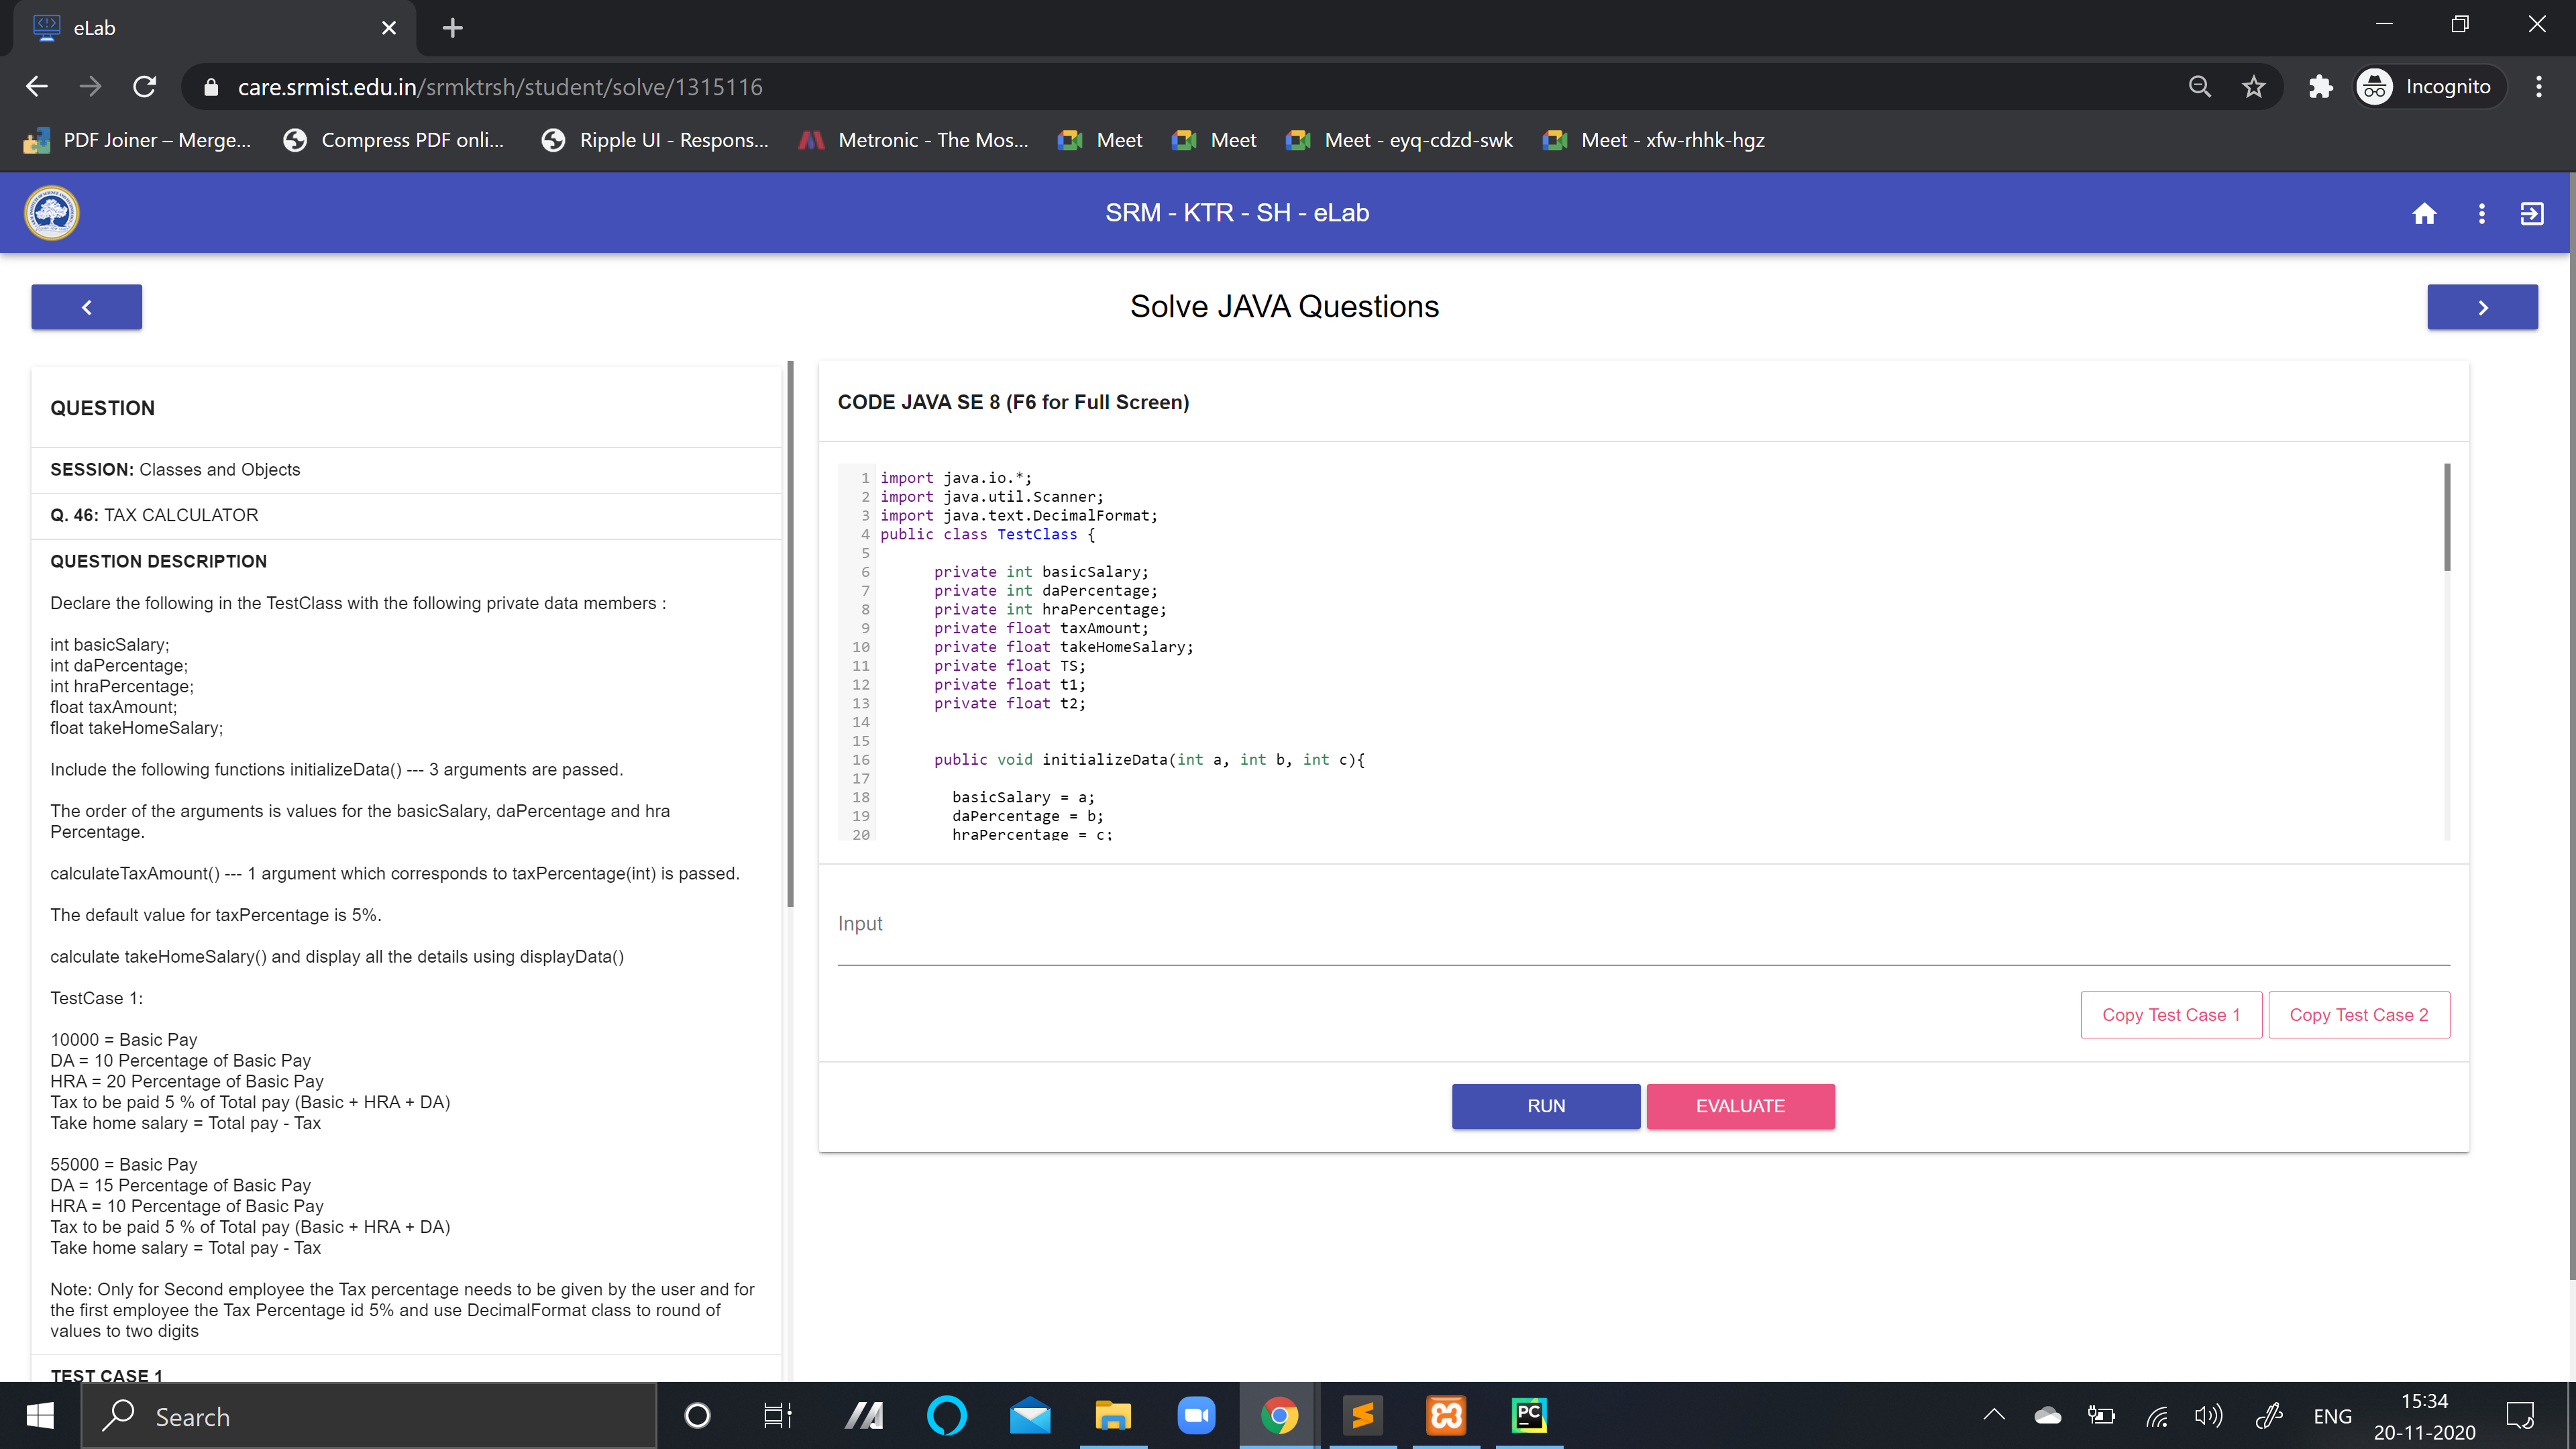 eLab
care.srmist.edu.in/srmktrsh/student/solve/1315116
Incognito
PDF Joiner – Merge...
Compress PDF onli...
Ripple UI - Respons...
Metronic - The Mos...
Meet
Meet
Meet - eyq-cdzd-swk
Meet - xfw-rhhk-hgz
SRM - KTR - SH - eLab
Solve JAVA Questions
QUESTION
SESSION: Classes and Objects
Q. 46: TAX CALCULATOR
QUESTION DESCRIPTION
Declare the following in the TestClass with the following private data members :
int basicSalary;
int daPercentage;
int hraPercentage;
float taxAmount;
float takeHomeSalary;
Include the following functions initializeData() --- 3 arguments are passed.
The order of the arguments is values for the basicSalary, daPercentage and hra
Percentage.
calculateTaxAmount() --- 1 argument which corresponds to taxPercentage(int) is passed.
The default value for taxPercentage is 5%.
calculate takeHomeSalary() and display all the details using displayData()
TestCase 1:
10000 = Basic Pay
DA = 10 Percentage of Basic Pay
HRA = 20 Percentage of Basic Pay
Tax to be paid 5 % of Total pay (Basic + HRA + DA)
Take home salary = Total pay - Tax
55000 = Basic Pay
DA = 15 Percentage of Basic Pay
HRA = 10 Percentage of Basic Pay
Tax to be paid 5 % of Total pay (Basic + HRA + DA)
Take home salary = Total pay - Tax
Note: Only for Second employee the Tax percentage needs to be given by the user and for
the first employee the Tax Percentage id 5% and use DecimalFormat class to round of
values to two digits
TEST CASE 1
CODE JAVA SE 8 (F6 for Full Screen)
1 import java.io.*;
2 import java.util.Scanner;
3 import java.text.DecimalFormat;
4 public class TestClass {
5
6 private int basicSalary;
7 private int daPercentage;
8 private int hraPercentage;
9 private float taxAmount;
10 private float takeHomeSalary;
11 private float TS;
12 private float t1;
13 private float t2;
14
15
16 public void initializeData(int a, int b, int c){
17
18 basicSalary = a;
19 daPercentage = b;
20 hraPercentage = c;
Input
Copy Test Case 1
Copy Test Case 2
RUN
EVALUATE
Search
PC
ENG
15:34
20-11-2020